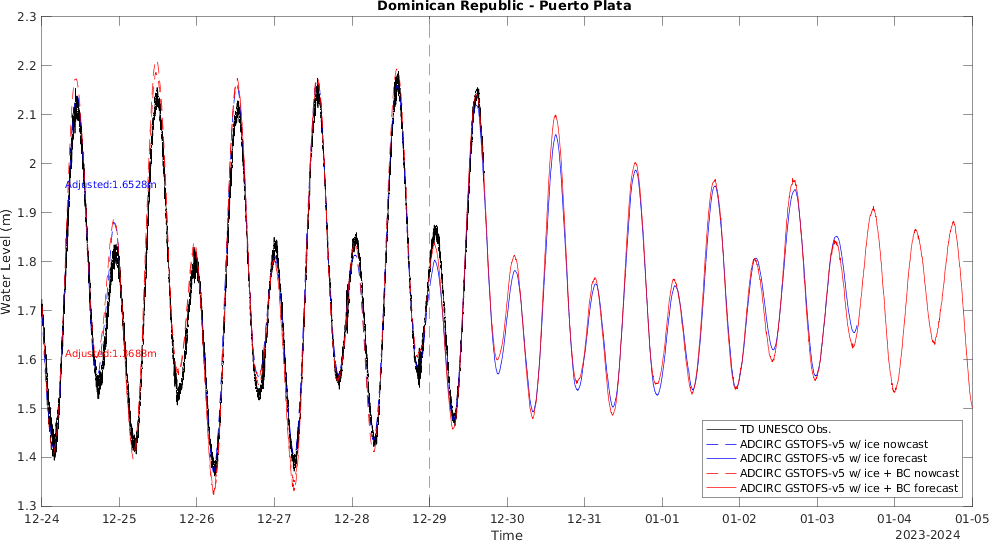 Dominican Republic - Puerto Plata
2.3
2.2
2.1
2
1.9
1.8
1.7
1.6
1.5
1.4
1.3
Water Level (m)
Adjusted:1.6528m
TD UNESCO Obs.
ADCIRC GSTOFS-v5 w/ ice nowcast
ADCIRC GSTOFS-v5 w/ ice forecast
ADCIRC GSTOFS-v5 w/ ice + BC nowcast
ADCIRC GSTOFS-v5 w/ ice + BC forecast
12-24 12-25 12-26 12-27 12-28 12-29 12-30 12-31 01-01 01-02 01-03 01-04 01-05
Time
2023-2024